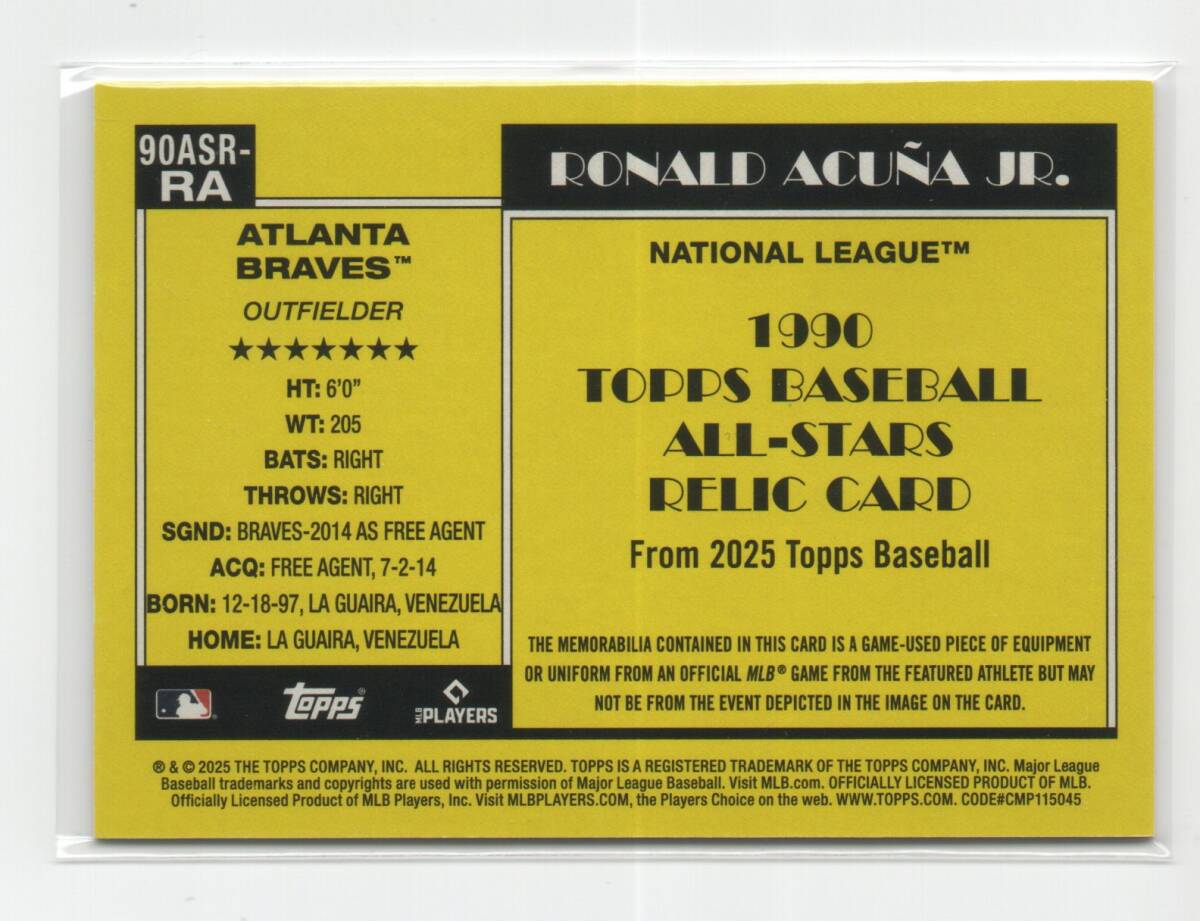 90ASR-
RA
RONALD ACUÑA JR.
ATLANTA
BRAVES™
OUTFIELDER
★★★★★★★
HT: 6'0"
WT: 205
BATS: RIGHT
THROWS: RIGHT
SGND: BRAVES-2014 AS FREE AGENT
ACQ: FREE AGENT, 7-2-14
BORN: 12-18-97, LA GUAIRA, VENEZUELA
HOME: LA GUAIRA, VENEZUELA
NATIONAL LEAGUE™
1990
TOPPS BASEBALL
ALL-STARS
RELIC CARD
From 2025 Topps Baseball
THE MEMORABILIA CONTAINED IN THIS CARD IS A GAME-USED PIECE OF EQUIPMENT
OR UNIFORM FROM AN OFFICIAL MLB® GAME FROM THE FEATURED ATHLETE BUT MAY
NOT BE FROM THE EVENT DEPICTED IN THE IMAGE ON THE CARD.
Topps®
MLB PLAYERS
® & © 2025 THE TOPPS COMPANY, INC. ALL RIGHTS RESERVED. TOPPS IS A REGISTERED TRADEMARK OF THE TOPPS COMPANY, INC. Major League
Baseball trademarks and copyrights are used with permission of Major League Baseball. Visit MLB.com. OFFICIALLY LICENSED PRODUCT OF MLB.
Officially Licensed Product of MLB Players, Inc. Visit MLBPLAYERS.COM, the Players Choice on the web. WWW.TOPPS.COM. CODE#CMP115045